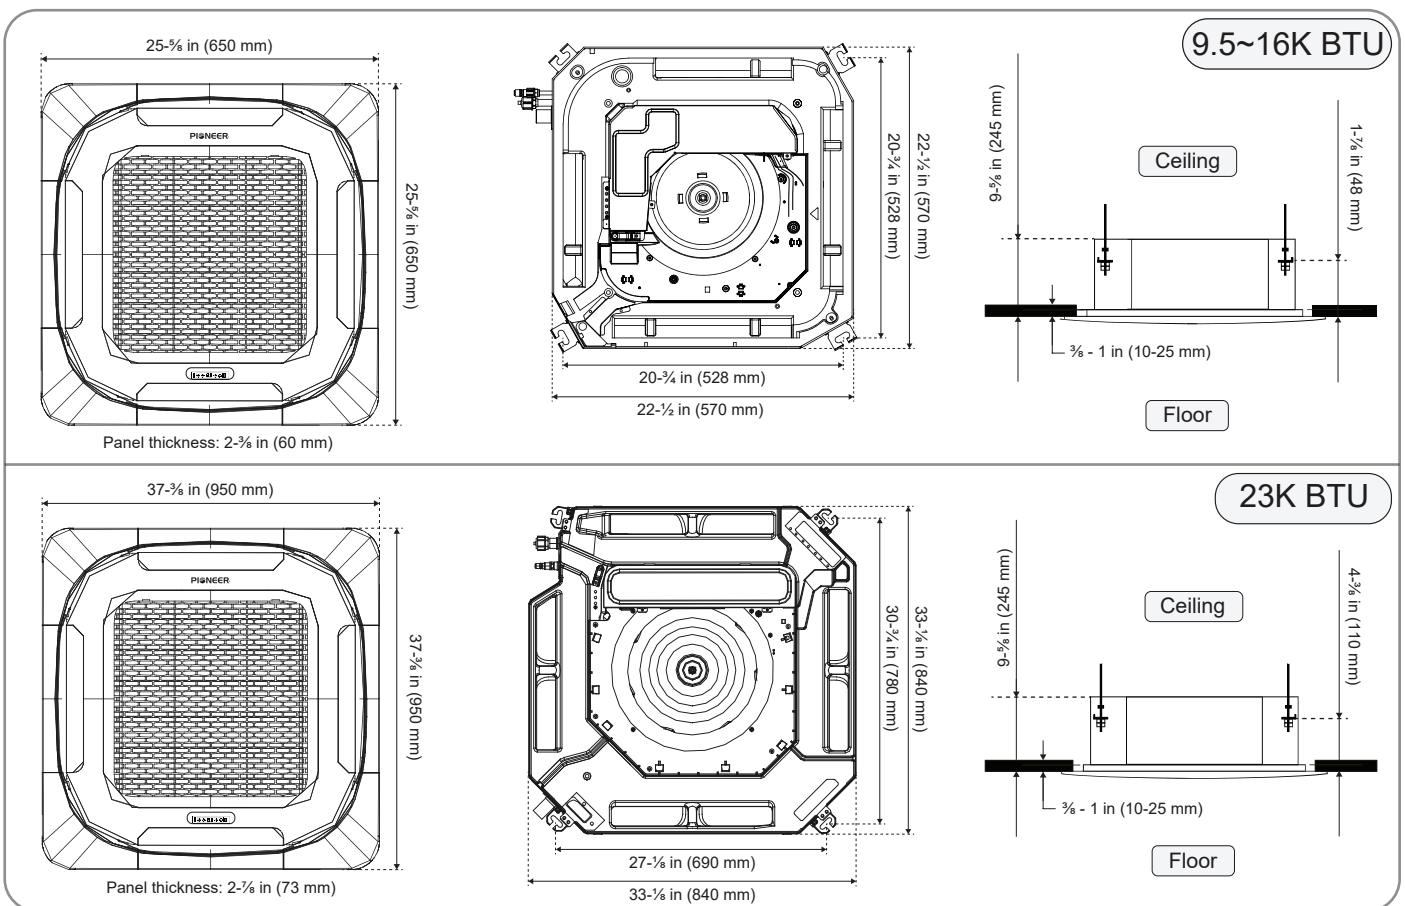 25-⅝ in (650 mm)
PIONEER
25-⅝ in (650 mm)
Panel thickness: 2-⅜ in (60 mm)
20-¾ in (528 mm)
22-½ in (570 mm)
20-¾ in (528 mm)
22-½ in (570 mm)
9.5~16K BTU
9-⅝ in (245 mm)
Ceiling
1-⅞ in (48 mm)
⅜ - 1 in (10-25 mm)
Floor
37-⅜ in (950 mm)
PIONEER
37-⅜ in (950 mm)
Panel thickness: 2-⅞ in (73 mm)
30-¾ in (780 mm)
33-⅛ in (840 mm)
27-⅛ in (690 mm)
33-⅛ in (840 mm)
23K BTU
9-⅝ in (245 mm)
Ceiling
4-⅜ in (110 mm)
⅜ - 1 in (10-25 mm)
Floor